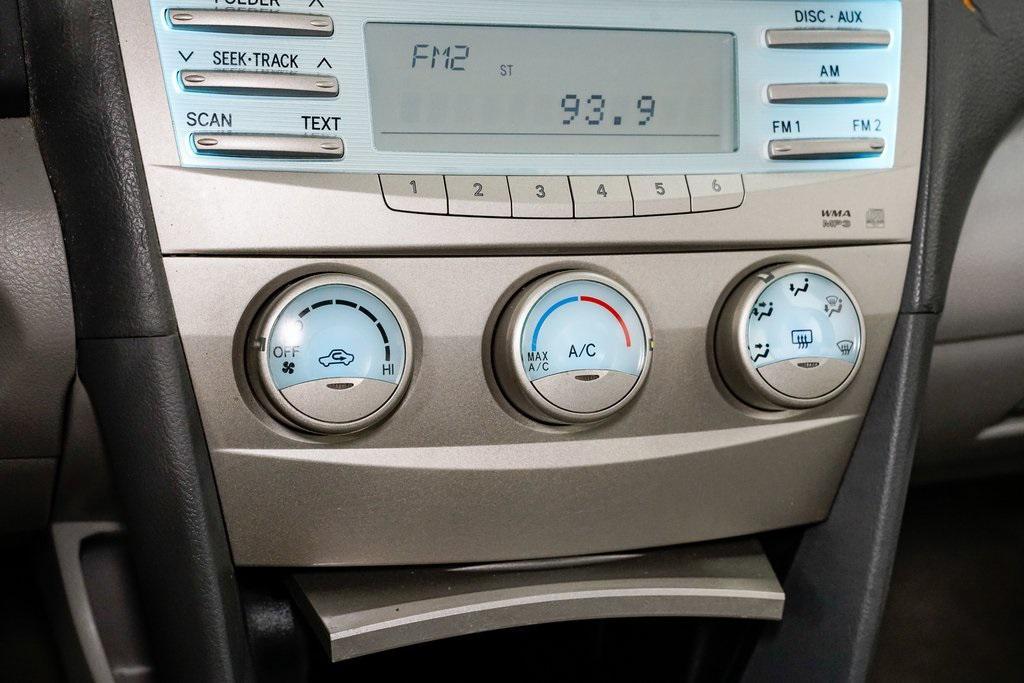 FOLDER
SEEK·TRACK
SCAN TEXT
FM2 ST
93.9
DISC·AUX
AM
FM1 FM2
1 2 3 4 5 6
WMA
MP3
OFF
HI
MAX
A/C
A/C